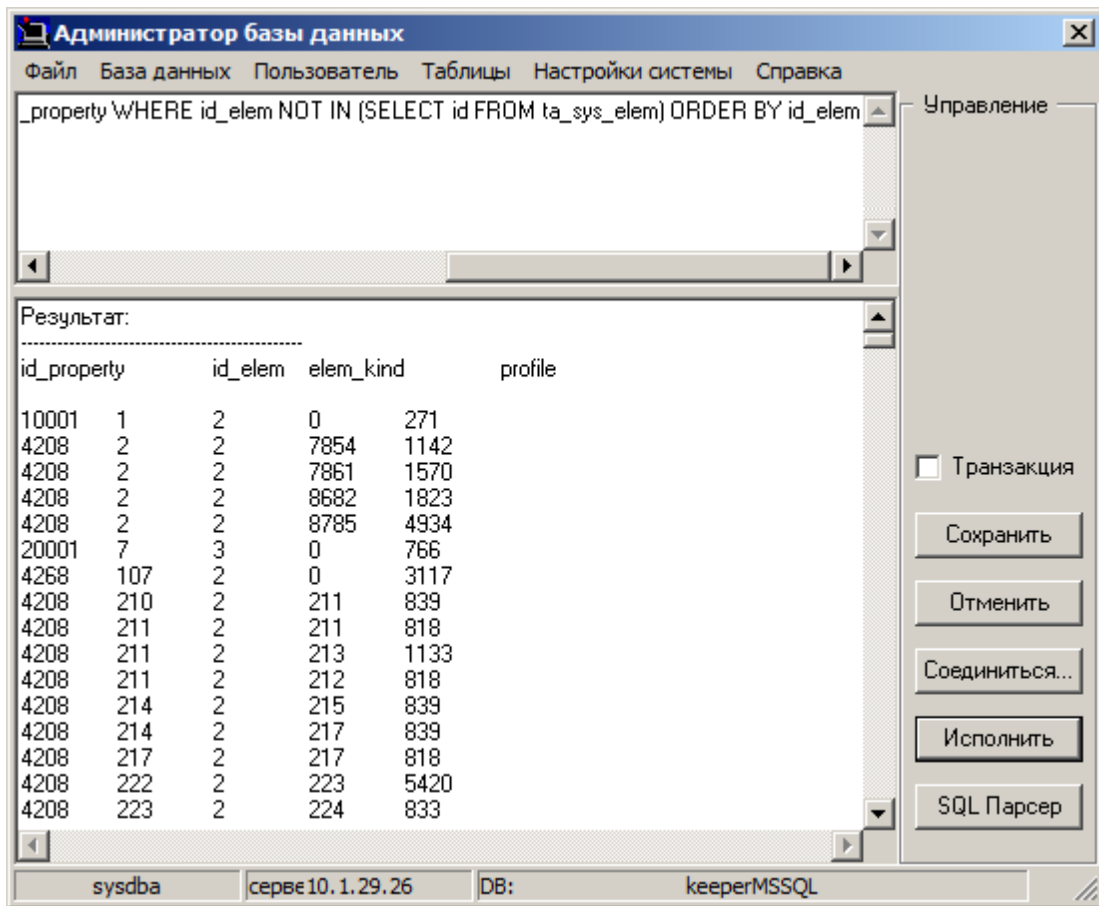 Администратор базы данных
Файл База данных Пользователь Таблицы Настройки системы Справка
_property WHERE id_elem NOT IN (SELECT id FROM ta_sys_elem) ORDER BY id_elem
Управление
Результат:
-----------------------------------------------
id_property id_elem elem_kind profile
10001 1 2 0 271
4208 2 2 7854 1142
4208 2 2 7861 1570
4208 2 2 8682 1823
4208 2 2 8785 4934
20001 7 3 0 766
4268 107 2 0 3117
4208 210 2 211 839
4208 211 2 211 818
4208 211 2 213 1133
4208 211 2 212 818
4208 214 2 215 839
4208 214 2 217 839
4208 217 2 217 818
4208 222 2 223 5420
4208 223 2 224 833
Транзакция
Сохранить
Отменить
Соединиться...
Исполнить
SQL Парсер
sysdba серве10.1.29.26 DB: keeperMSSQL